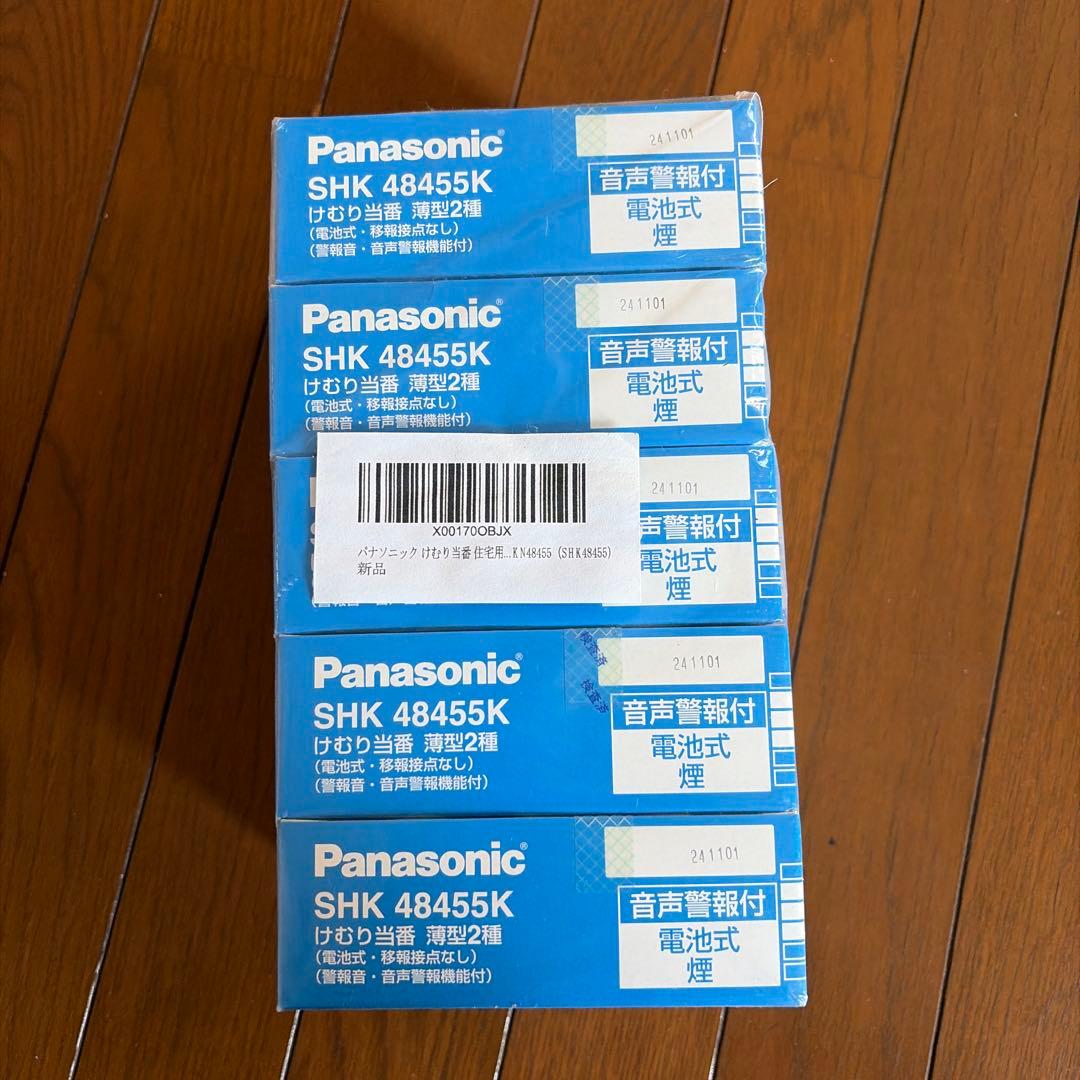 Panasonic®
241101
SHK 48455K
音声警報付
けむり当番 薄型2種
電池式
(電池式・移報接点なし)
煙
(警報音・音声警報機能付)
Panasonic®
241101
SHK 48455K
音声警報付
けむり当番 薄型2種
電池式
(電池式・移報接点なし)
煙
(警報音・音声警報機能付)
241101
声警報付
電池式
煙
X00170OBJX
パナソニック けむり当番 住宅用...KN48455 (SHK48455)
新品
検査済
検査済
Panasonic®
241101
SHK 48455K
音声警報付
けむり当番 薄型2種
電池式
(電池式・移報接点なし)
煙
(警報音・音声警報機能付)
Panasonic®
241101
SHK 48455K
音声警報付
けむり当番 薄型2種
電池式
(電池式・移報接点なし)
煙
(警報音・音声警報機能付)